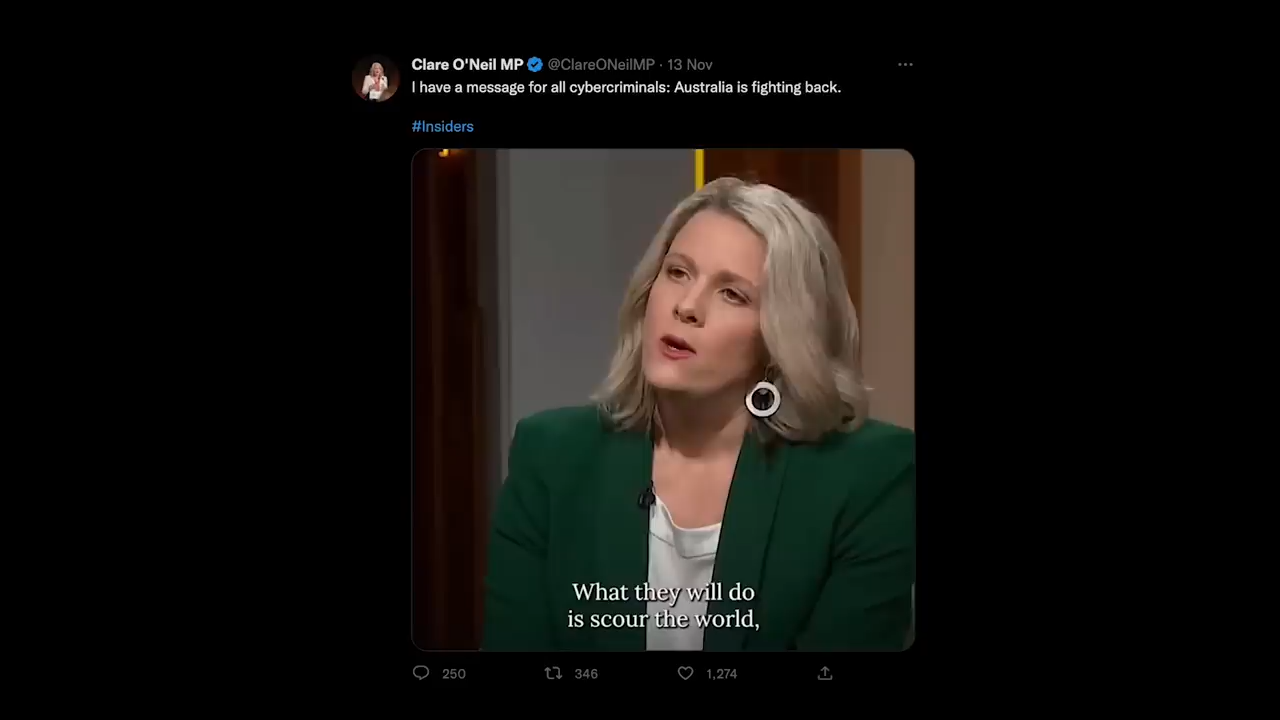 Clare O'Neil MP @ClareONeilMP · 13 Nov
I have a message for all cybercriminals: Australia is fighting back.
#Insiders
What they will do
is scour the world,
250 346 1,274